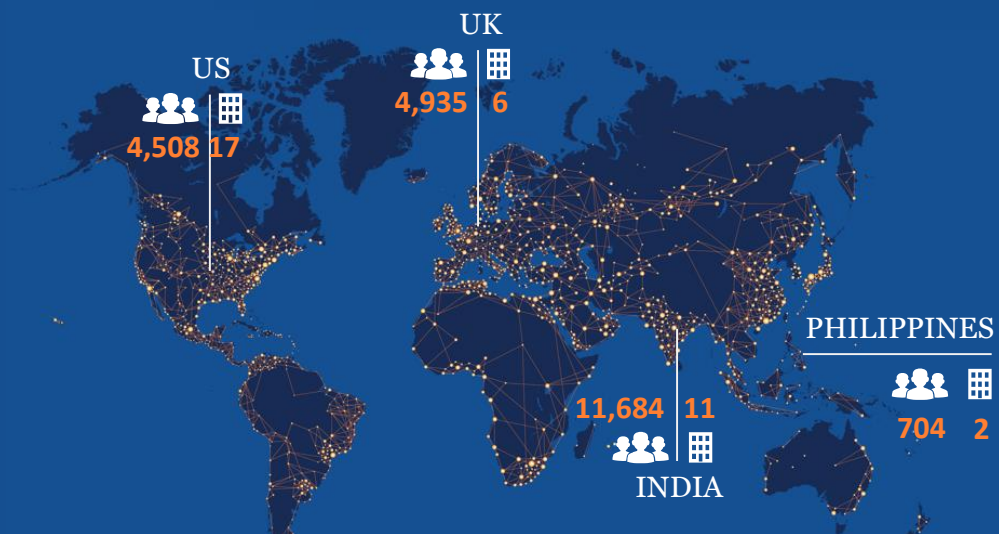 UK
4,935 6
US
4,508 17
PHILIPPINES
704 2
11,684 11
INDIA